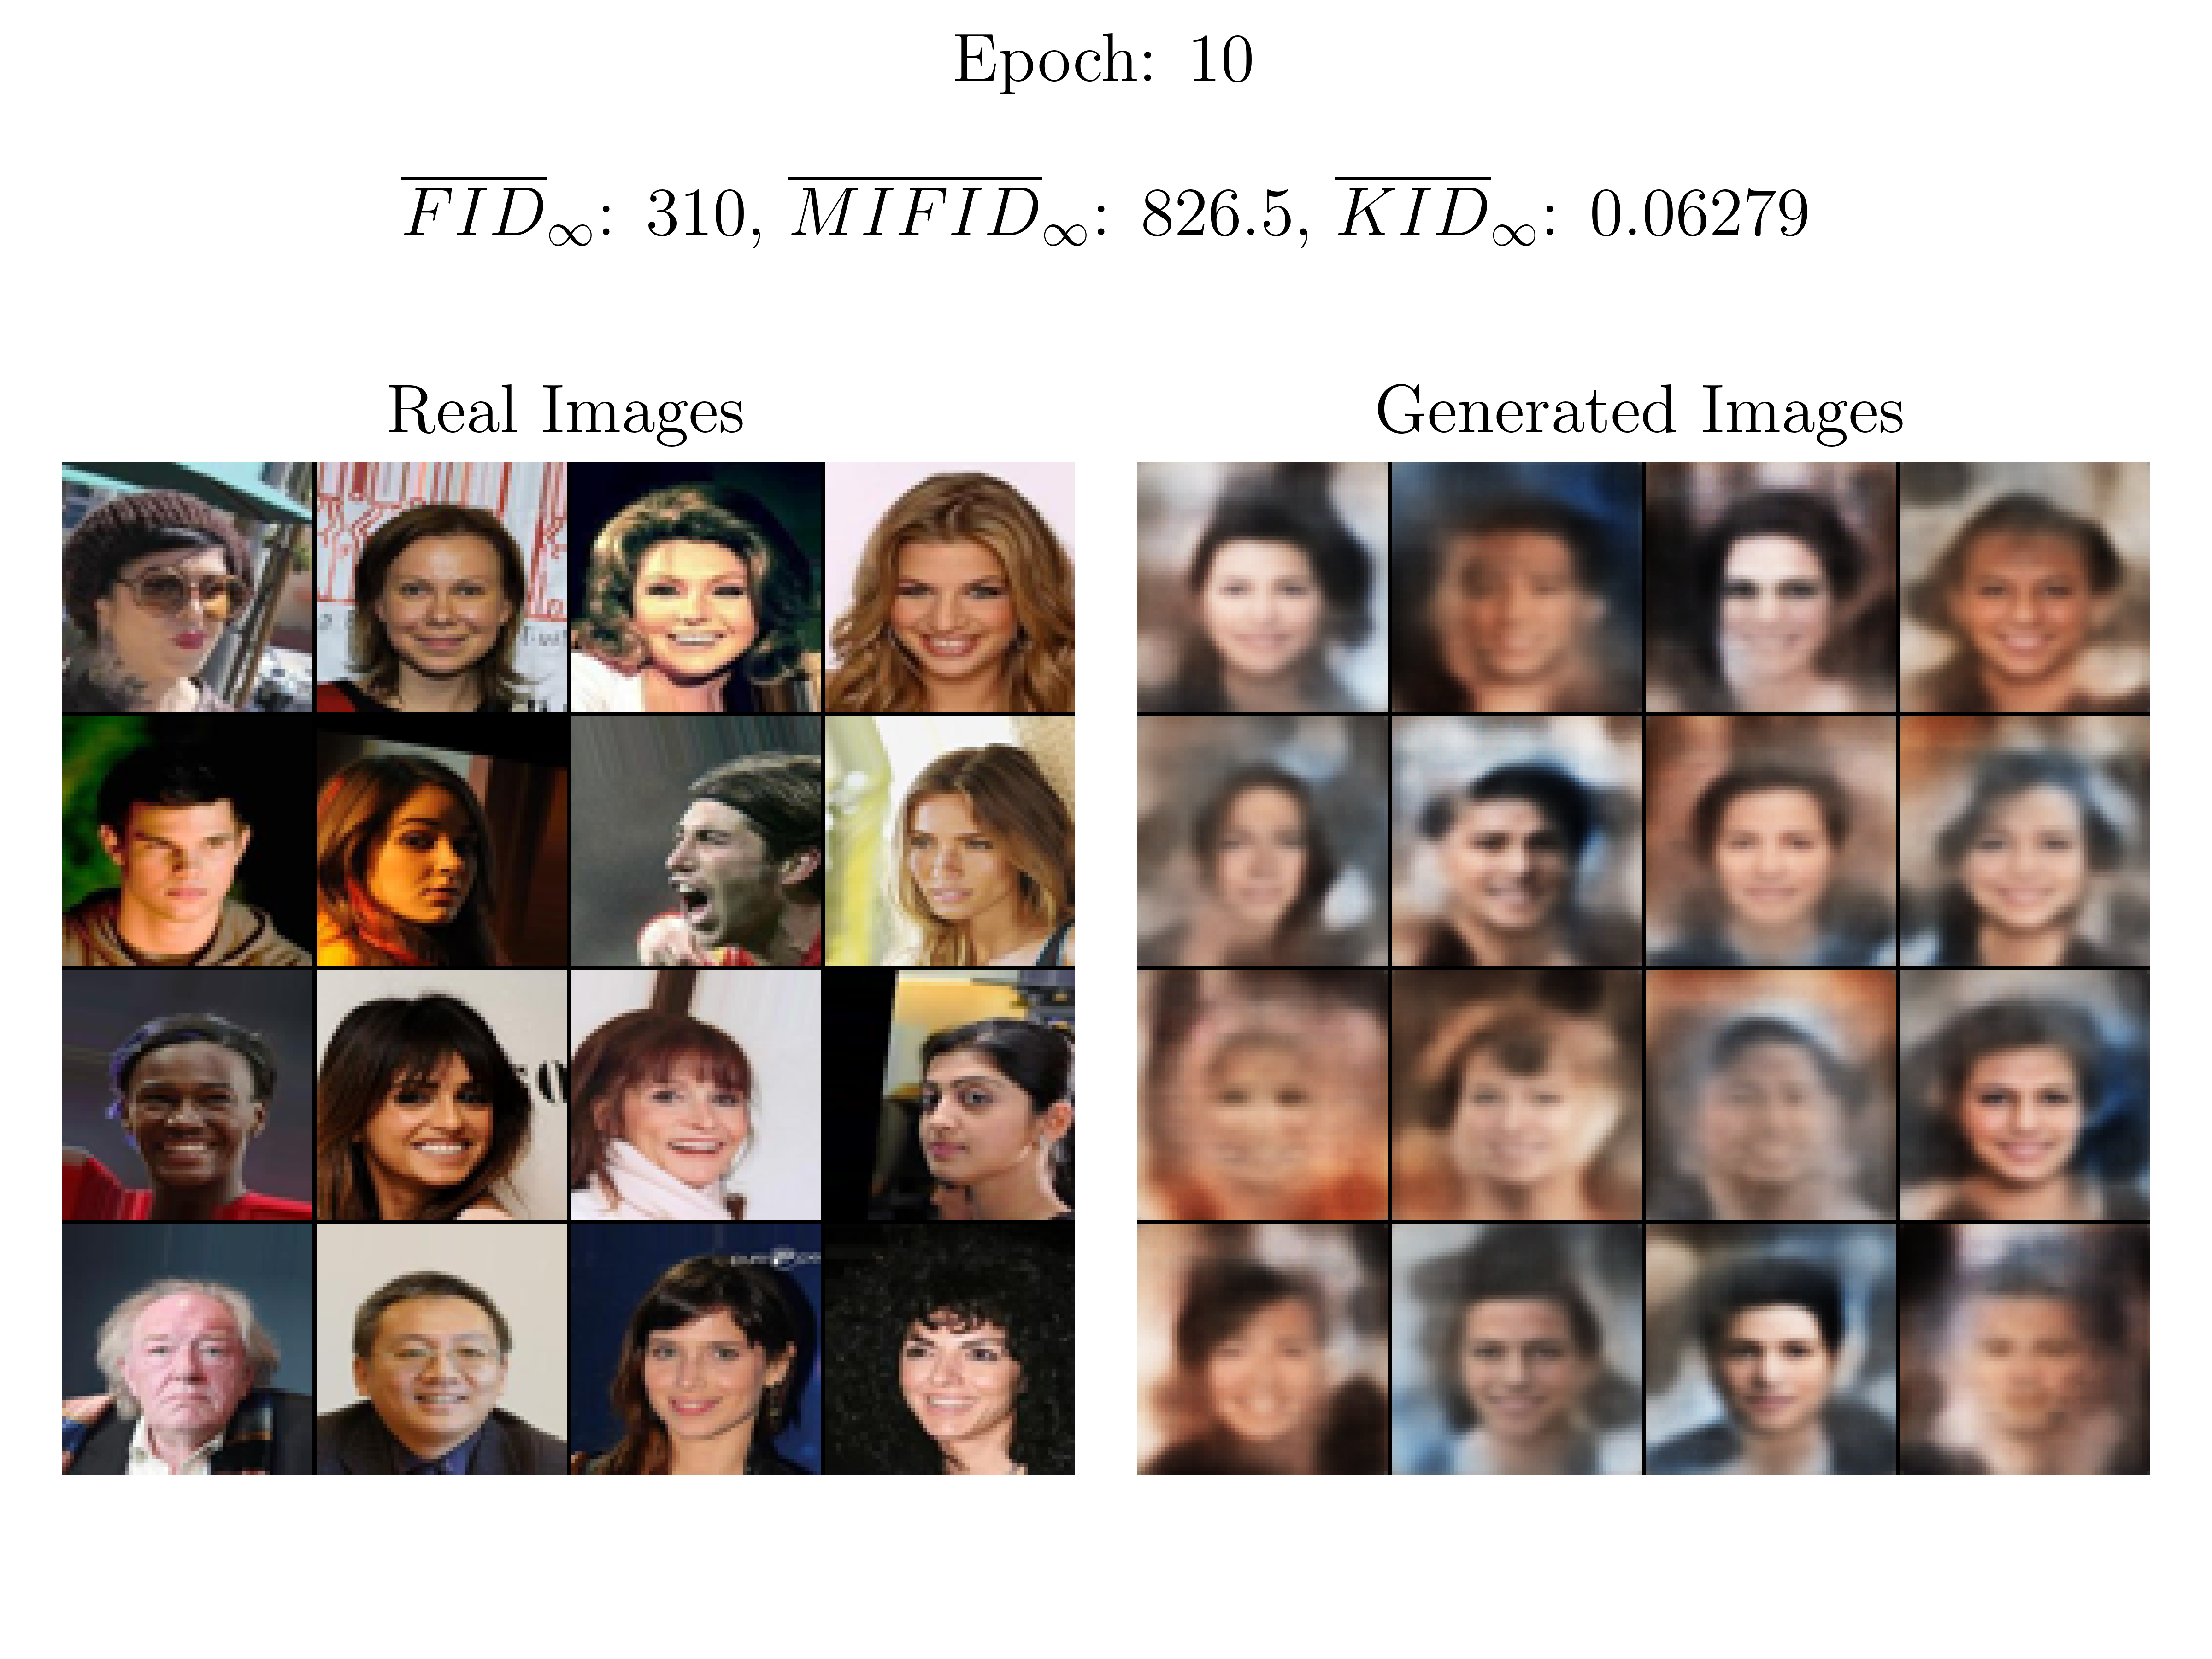 Epoch: 10
FID∞: 310, MIFID∞: 826.5, KID∞: 0.06279
Real Images
Generated Images